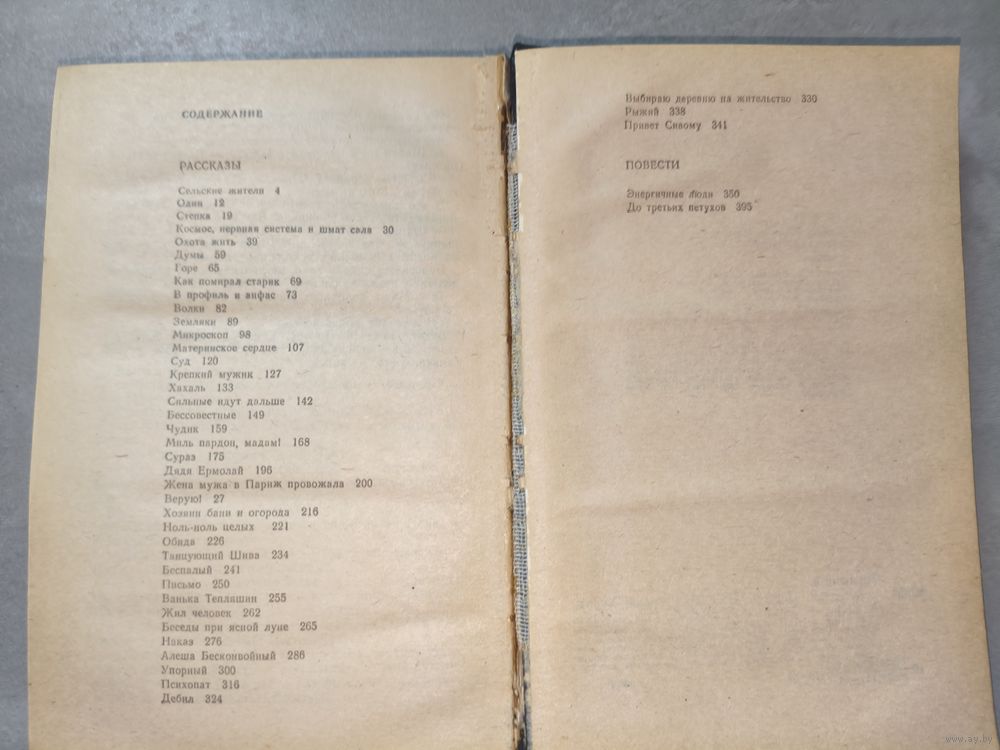 СОДЕРЖАНИЕ
РАССКАЗЫ
Сельские жители 4
Один 12
Степка 19
Космос, нервная система и шмат сала 30
Охота жить 39
Думы 59
Горе 65
Как помирал старик 69
В профиль и анфас 73
Волки 82
Земляки 89
Микроскоп 98
Материнское сердце 107
Суд 120
Крепкий мужик 127
Хахаль 133
Сильные идут дальше 142
Бессовестные 149
Чудик 159
Миль пардон, мадам! 168
Сураз 175
Дядя Ермолай 196
Жена мужа в Париж провожала 200
Верую! 27
Хозяин бани и огорода 216
Ноль-ноль целых 221
Обида 226
Танцующий Шива 234
Беспалый 241
Письмо 250
Ванька Тепляшин 255
Жил человек 262
Беседы при ясной луне 265
Наказ 276
Алеша Бесконвойный 286
Упорный 300
Психопат 316
Дебил 324
Выбираю деревню на жительство 330
Рыжий 338
Привет Сивому 341
ПОВЕСТИ
Энергичные люди 350
До третьих петухов 395
www.ay.by